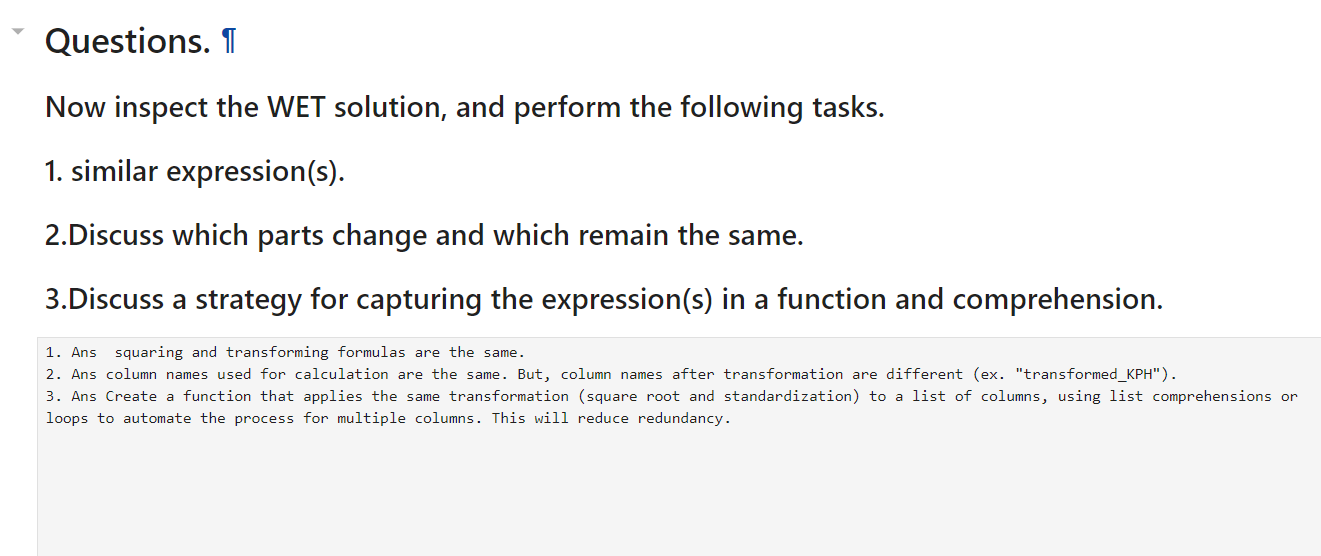 Questions. ¶
Now inspect the WET solution, and perform the following tasks.
1. similar expression(s).
2.Discuss which parts change and which remain the same.
3.Discuss a strategy for capturing the expression(s) in a function and comprehension.
1. Ans  squaring and transforming formulas are the same.
2. Ans column names used for calculation are the same. But, column names after transformation are different (ex. "transformed_KPH").
3. Ans Create a function that applies the same transformation (square root and standardization) to a list of columns, using list comprehensions or
loops to automate the process for multiple columns. This will reduce redundancy.